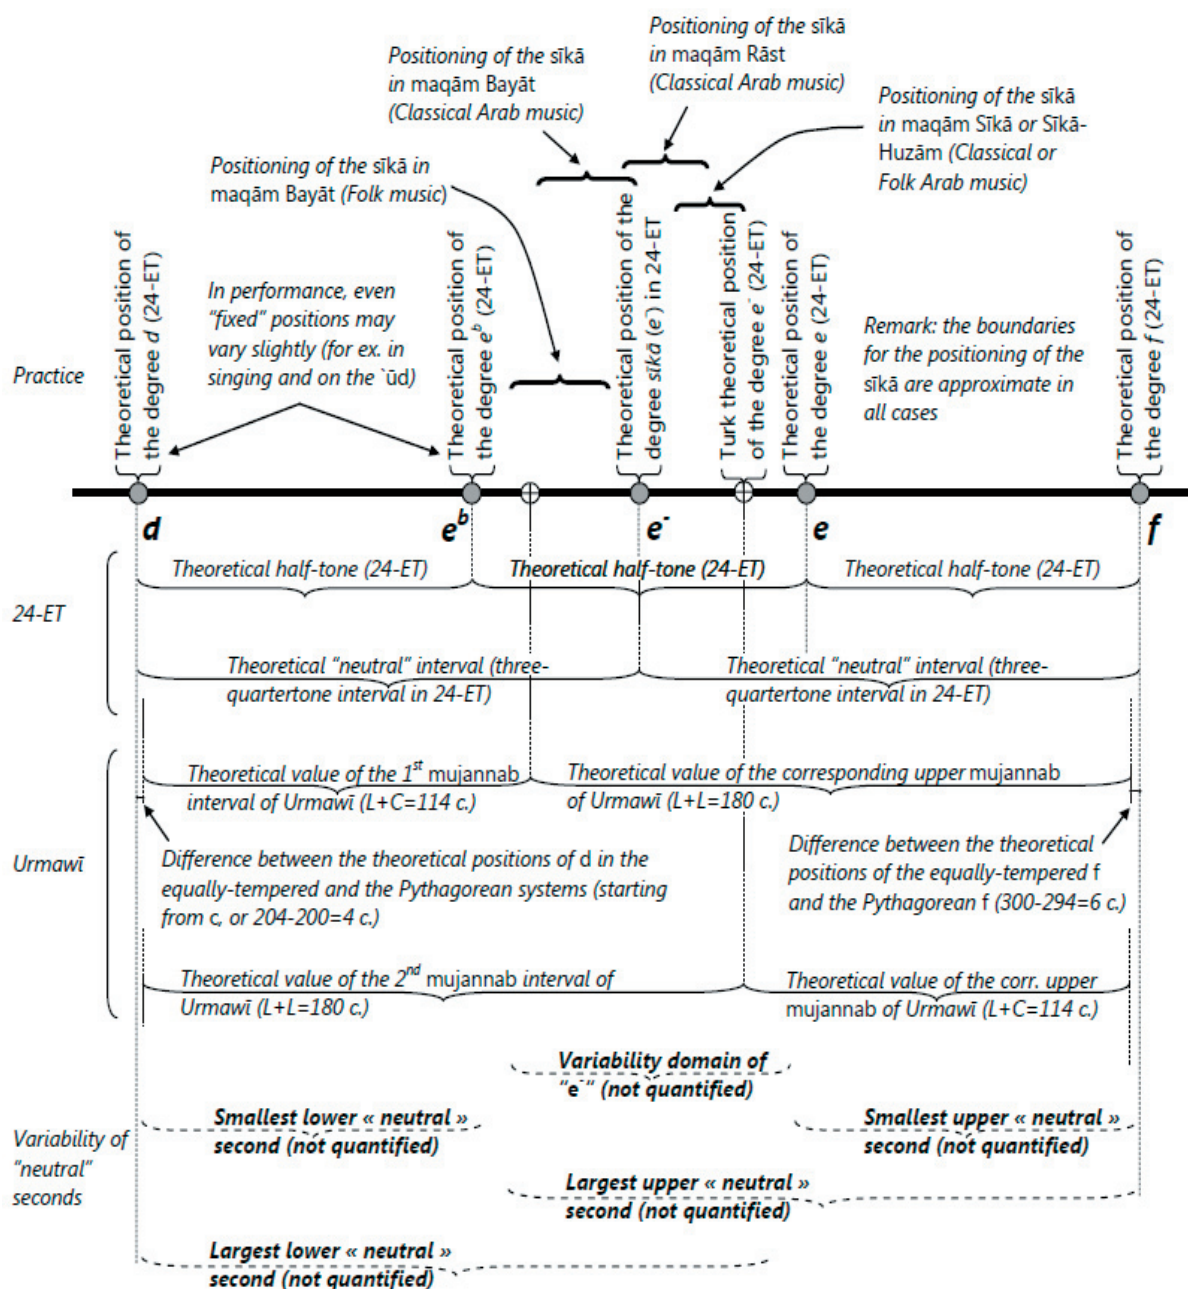 Positioning of the sīkā
in maqām Rāst
(Classical Arab music)
Positioning of the sīkā
in maqām Bayāt
(Classical Arab music)
Positioning of the sīkā
in maqām Sīkā or Sīkā-
Huzām (Classical or
Folk Arab music)
Positioning of the sīkā in
maqām Bayāt (Folk music)
In performance, even
“fixed” positions may
vary slightly (for ex. in
singing and on the `ūd)
Remark: the boundaries
for the positioning of the
sīkā are approximate in
all cases
Practice
Theoretical position of
the degree d (24-ET)
Theoretical position of
the degree eᵇ (24-ET)
Theoretical position of the
degree sīkā (e⁻) in 24-ET
Turk theoretical position
of the degree e⁻ (24-ET)
Theoretical position of
the degree e (24-ET)
Theoretical position of
the degree f (24-ET)
d
eᵇ
e⁻
e
f
24-ET
Theoretical half-tone (24-ET)
Theoretical half-tone (24-ET)
Theoretical half-tone (24-ET)
Theoretical “neutral” interval (three-
quartertone interval in 24-ET)
Theoretical “neutral” interval (three-
quartertone interval in 24-ET)
Urmawī
Theoretical value of the 1ˢᵗ mujannab
interval of Urmawī (L+C=114 c.)
Theoretical value of the corresponding upper mujannab
of Urmawī (L+L=180 c.)
Difference between the theoretical positions of d in the
equally-tempered and the Pythagorean systems (starting
from c, or 204-200=4 c.)
Difference between the theoretical
positions of the equally-tempered f
and the Pythagorean f (300-294=6 c.)
Theoretical value of the 2ⁿᵈ mujannab interval of
Urmawī (L+L=180 c.)
Theoretical value of the corr. upper
mujannab of Urmawī (L+C=114 c.)
Variability of
“neutral”
seconds
Variability domain of
“e⁻“ (not quantified)
Smallest lower « neutral »
second (not quantified)
Smallest upper « neutral »
second (not quantified)
Largest upper « neutral »
second (not quantified)
Largest lower « neutral »
second (not quantified)